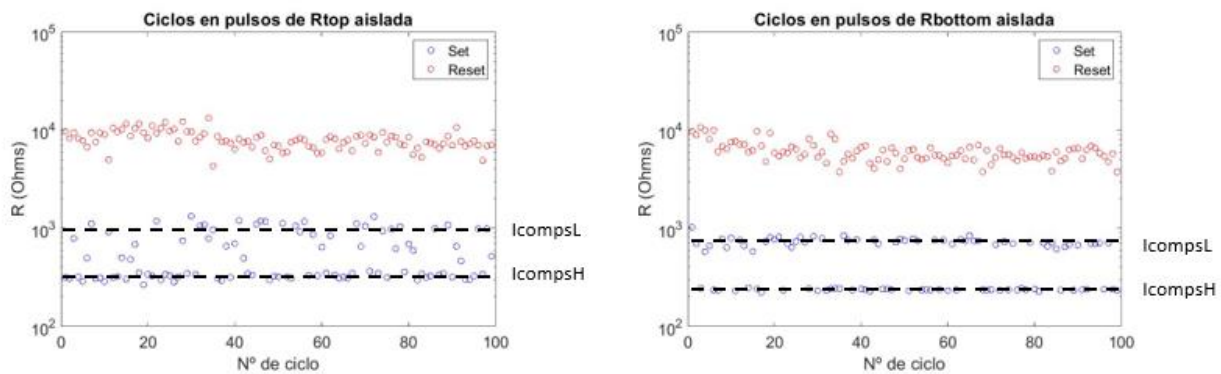 Ciclos en pulsos de Rtop aislada
10^5
10^4
10^3
10^2
R (Ohms)
Set
Reset
IcompsL
IcompsH
0 20 40 60 80 100
Nº de ciclo
Ciclos en pulsos de Rbottom aislada
10^5
10^4
10^3
10^2
R (Ohms)
Set
Reset
IcompsL
IcompsH
0 20 40 60 80 100
Nº de ciclo